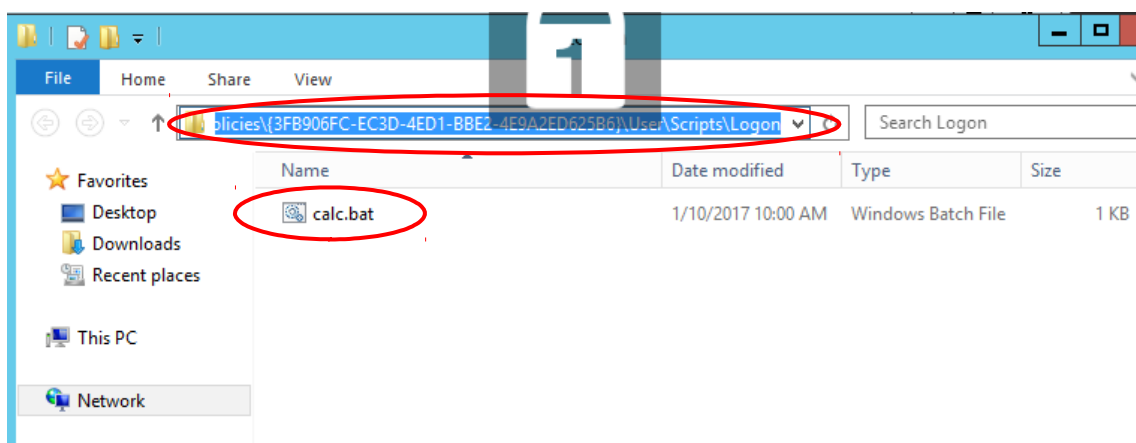 1
File Home Share View
olicies\{3FB906FC-EC3D-4ED1-BBE2-4E9A2ED625B6}\User\Scripts\Logon Search Logon
Name Date modified Type Size
Favorites
Desktop calc.bat 1/10/2017 10:00 AM Windows Batch File 1 KB
Downloads
Recent places
This PC
Network